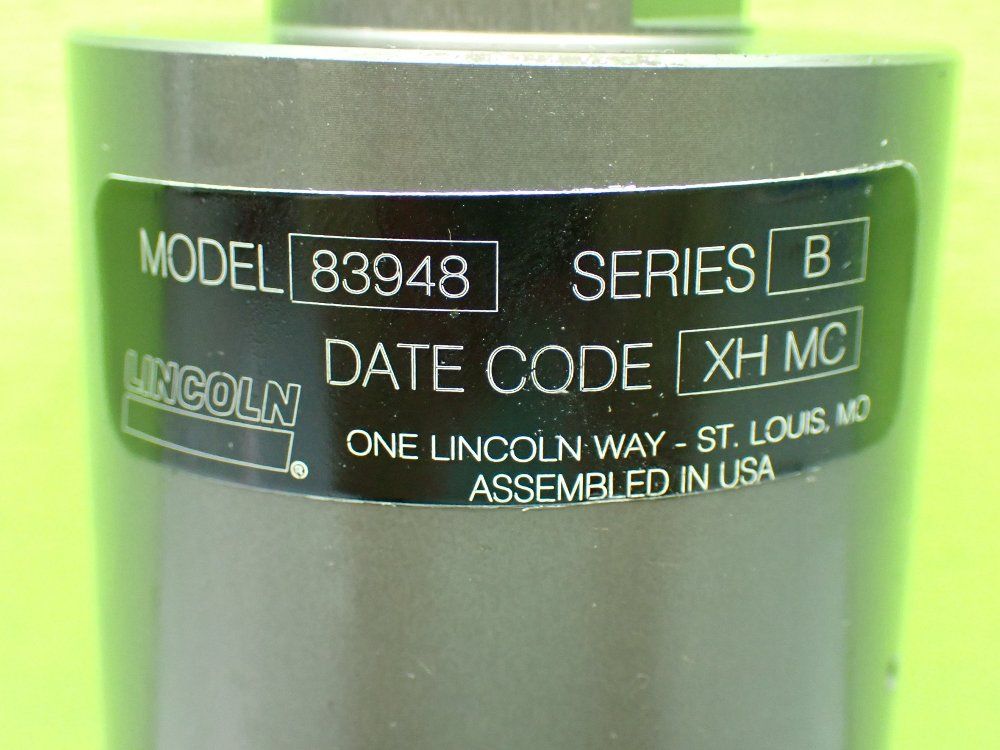 MODEL 83948 SERIES B
DATE CODE XH MC
LINCOLN ®
ONE LINCOLN WAY - ST. LOUIS, MO
ASSEMBLED IN USA